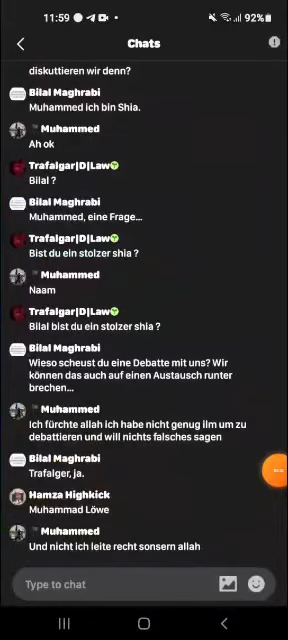 11:59
92%
Chats
diskuttieren wir denn?
Bilal Maghrabi
Muhammed ich bin Shia.
Muhammed
Ah ok
Trafalgar|D|Law
Bilal ?
Bilal Maghrabi
Muhammed, eine Frage...
Trafalgar|D|Law
Bist du ein stolzer shia ?
Muhammed
Naam
Trafalgar|D|Law
Bilal bist du ein stolzer shia ?
Bilal Maghrabi
Wieso scheust du eine Debatte mit uns? Wir
können das auch auf einen Austausch runter
brechen...
Muhammed
Ich fürchte allah ich habe nicht genug ilm um zu
debattieren und will nichts falsches sagen
Bilal Maghrabi
Trafalger, ja.
Hamza Highkick
Muhammad Löwe
Muhammed
Und nicht ich leite recht sonsern allah
Type to chat